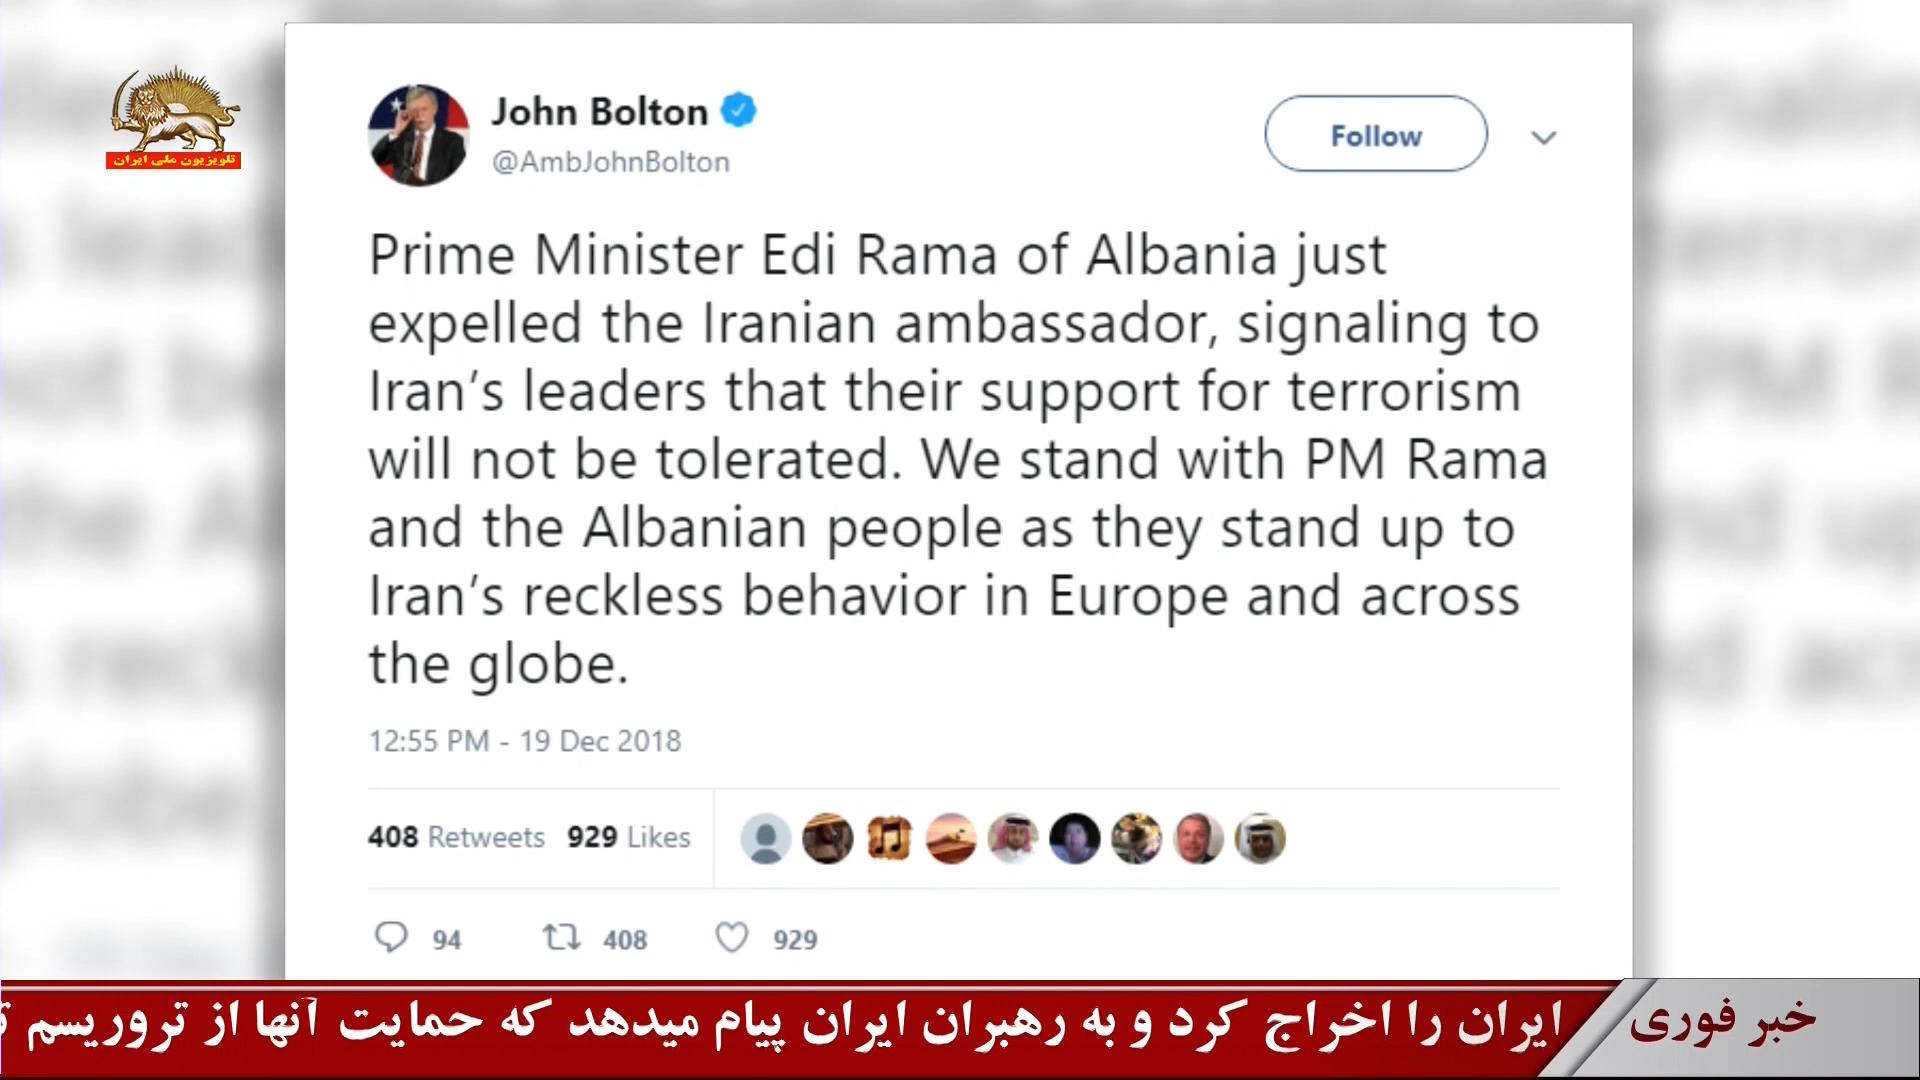 تلویزیون ملی ایران
John Bolton
@AmbJohnBolton
Follow
Prime Minister Edi Rama of Albania just
expelled the Iranian ambassador, signaling to
Iran’s leaders that their support for terrorism
will not be tolerated. We stand with PM Rama
and the Albanian people as they stand up to
Iran’s reckless behavior in Europe and across
the globe.
12:55 PM - 19 Dec 2018
408 Retweets 929 Likes
94 408 929
خبر فوری
ایران را اخراج کرد و به رهبران ایران پیام میدهد که حمایت آنها از تروریسم